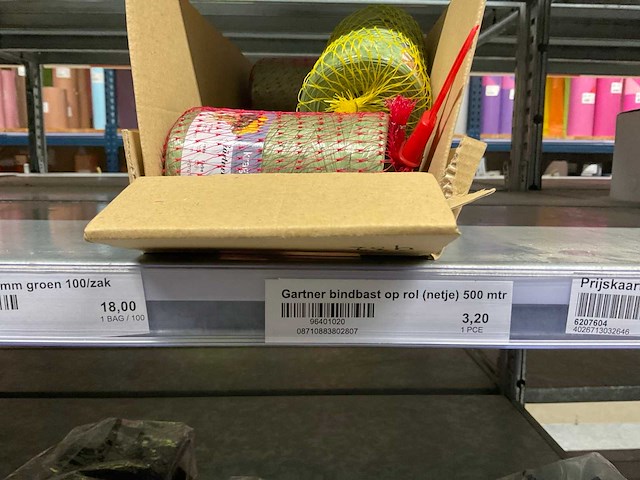 mm groen 100/zak
18,00
1 BAG / 100
Gartner bindbast op rol (netje) 500 mtr
96401020
08710883802807
3,20
1 PCE
Prijskaar
6207604
4026713032646